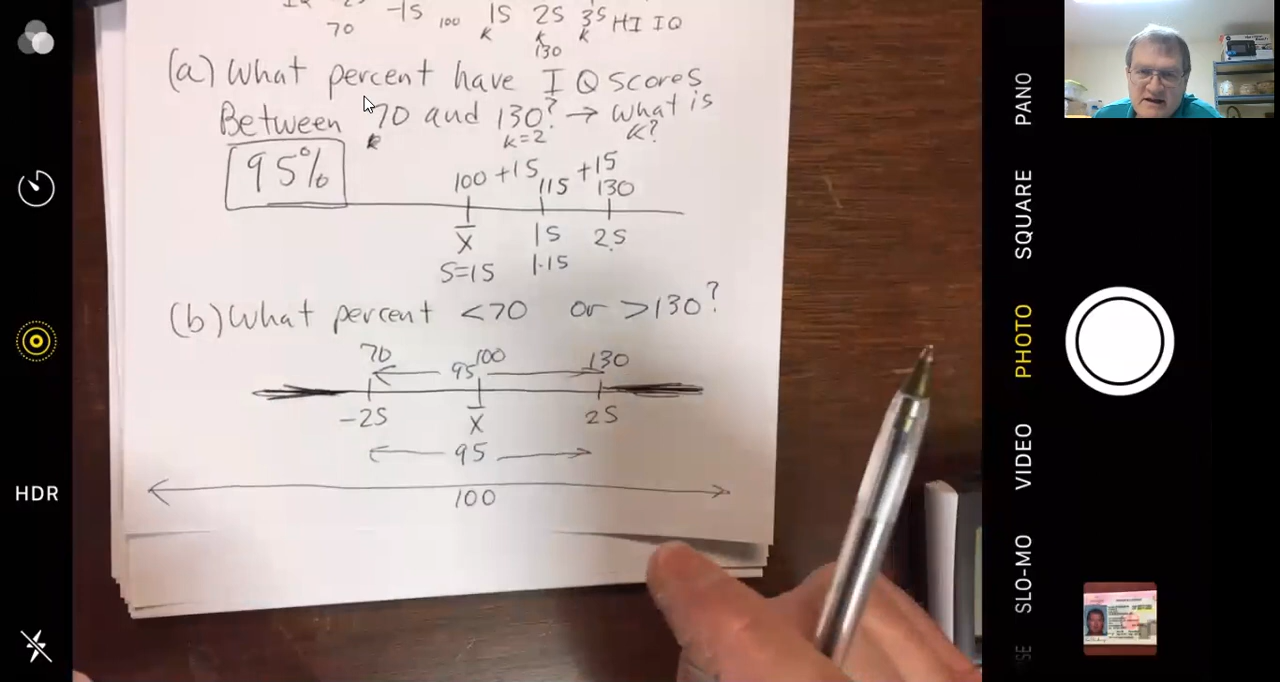 70 -1S 100 1S 2S 3S HI IQ
k k k
130
(a) What percent have IQ scores
Between 70 and 130? → what is
k k=2 k?
95%
100 +15 115 +15 130
X 1S 2S
S=15 1.15
(b) What percent <70 or >130?
70 95 100 130
-2S X 2S
95
100
HDR
PANO
SQUARE
PHOTO
VIDEO
SLO-MO
SE